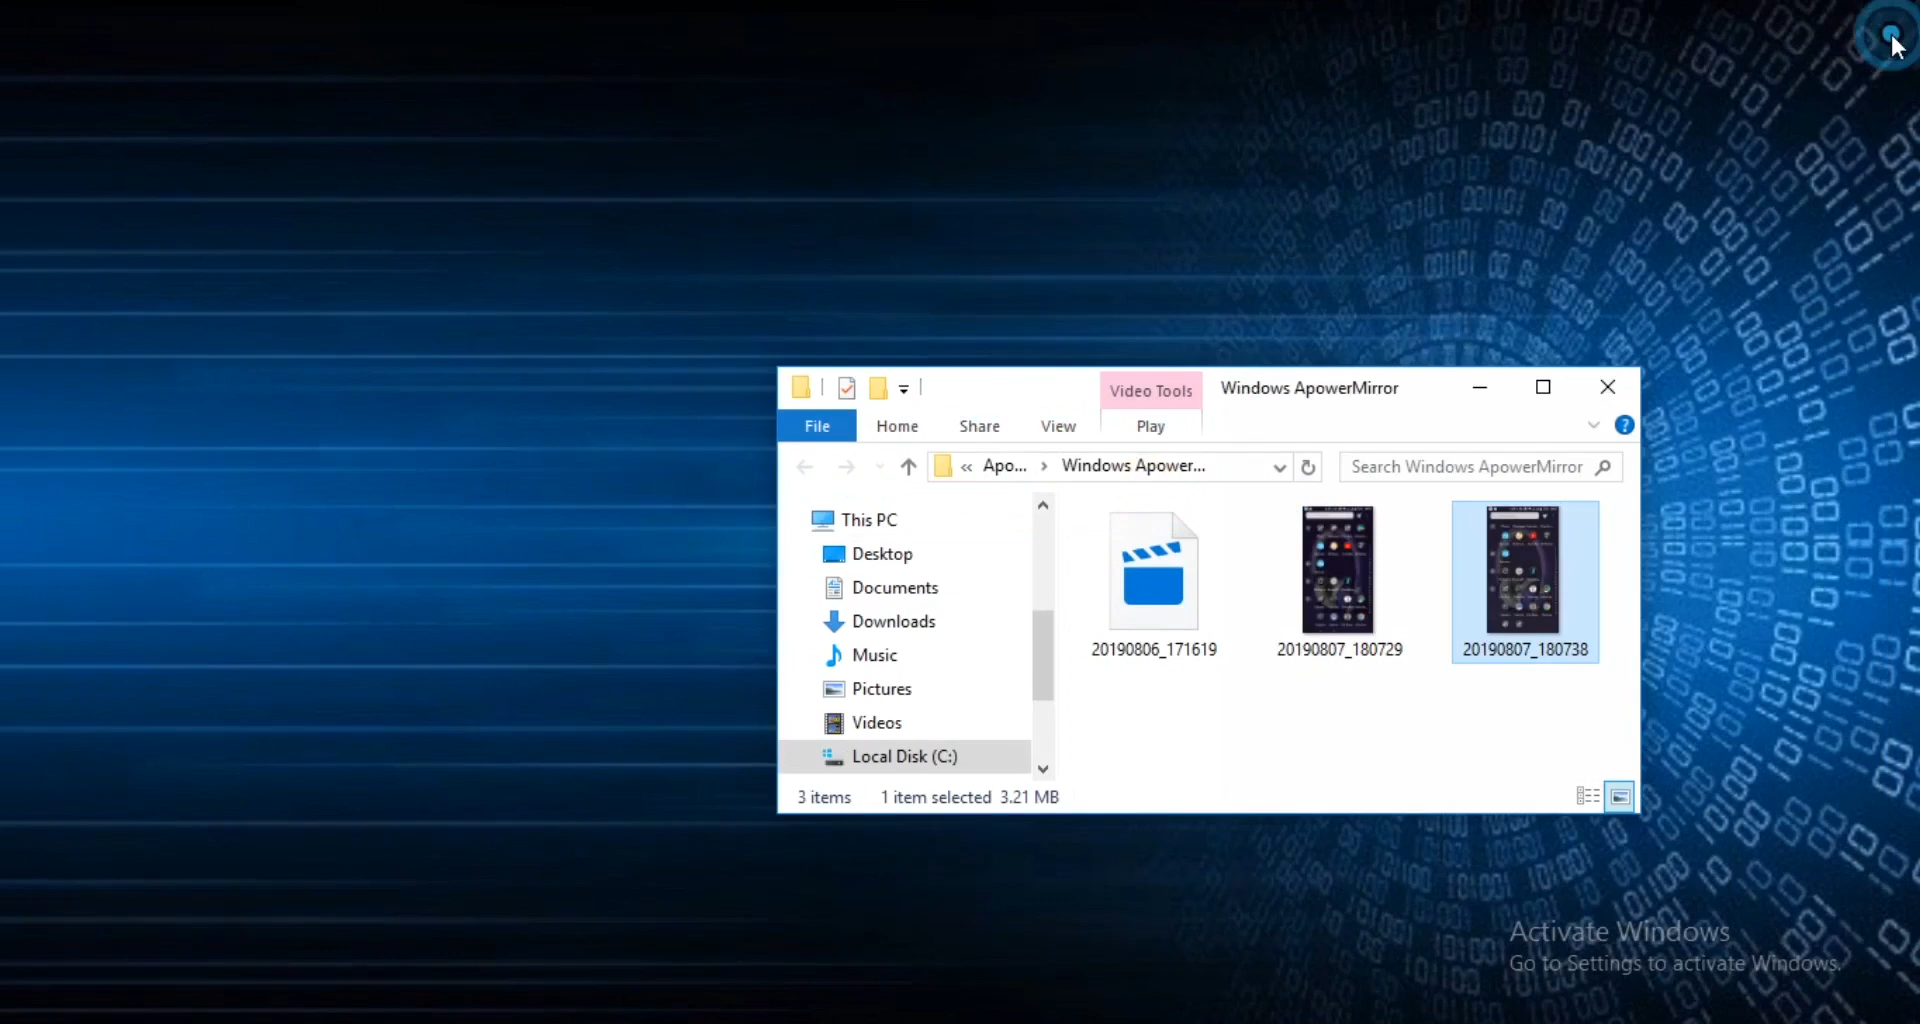 Video Tools
Windows ApowerMirror
File
Home
Share
View
Play
« Apo... › Windows Apower...
Search Windows ApowerMirror
This PC
Desktop
Documents
Downloads
Music
Pictures
Videos
Local Disk (C:)
20190806_171619
20190807_180729
20190807_180738
3 items
1 item selected 3.21 MB
Activate Windows
Go to Settings to activate Windows.